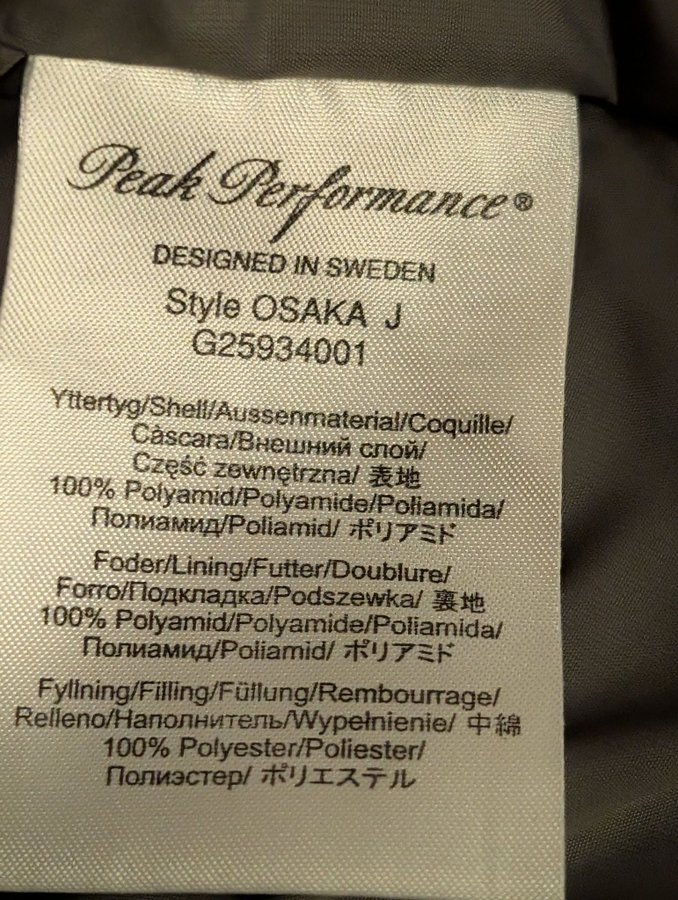 Peak Performance®
DESIGNED IN SWEDEN
Style OSAKA J
G25934001
Yttertyg/Shell/Aussenmaterial/Coquille/
Càscara/Внешний слой/
Część zewnętrzna/ 表地
100% Polyamid/Polyamide/Poliamida/
Полиамид/Poliamid/ ポリアミド
Foder/Lining/Futter/Doublure/
Forro/Подкладка/Podszewka/ 裏地
100% Polyamid/Polyamide/Poliamida/
Полиамид/Poliamid/ ポリアミド
Fyllning/Filling/Füllung/Rembourrage/
Relleno/Наполнитель/Wypełnienie/ 中綿
100% Polyester/Poliester/
Полиэстер/ ポリエステル